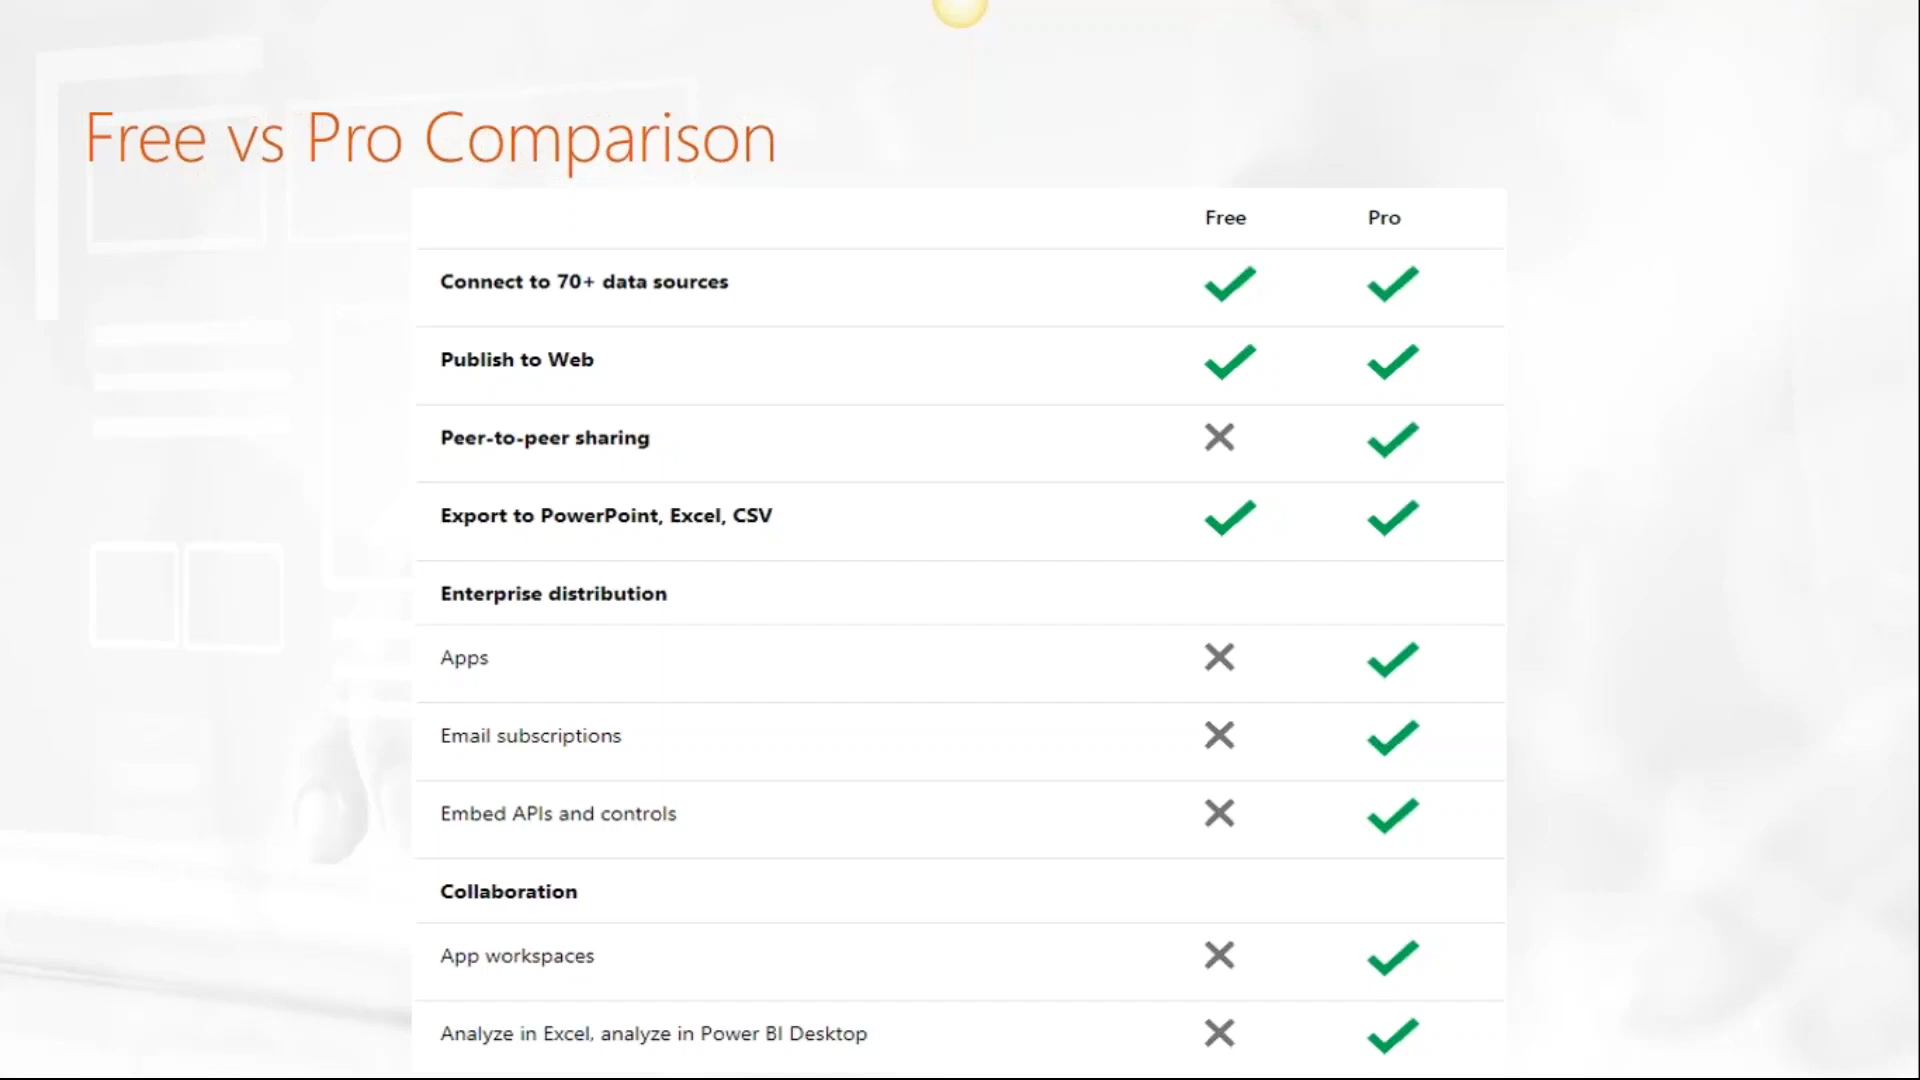 Free vs Pro Comparison
Free Pro
Connect to 70+ data sources
Publish to Web
Peer-to-peer sharing
Export to PowerPoint, Excel, CSV
Enterprise distribution
Apps
Email subscriptions
Embed APIs and controls
Collaboration
App workspaces
Analyze in Excel, analyze in Power BI Desktop